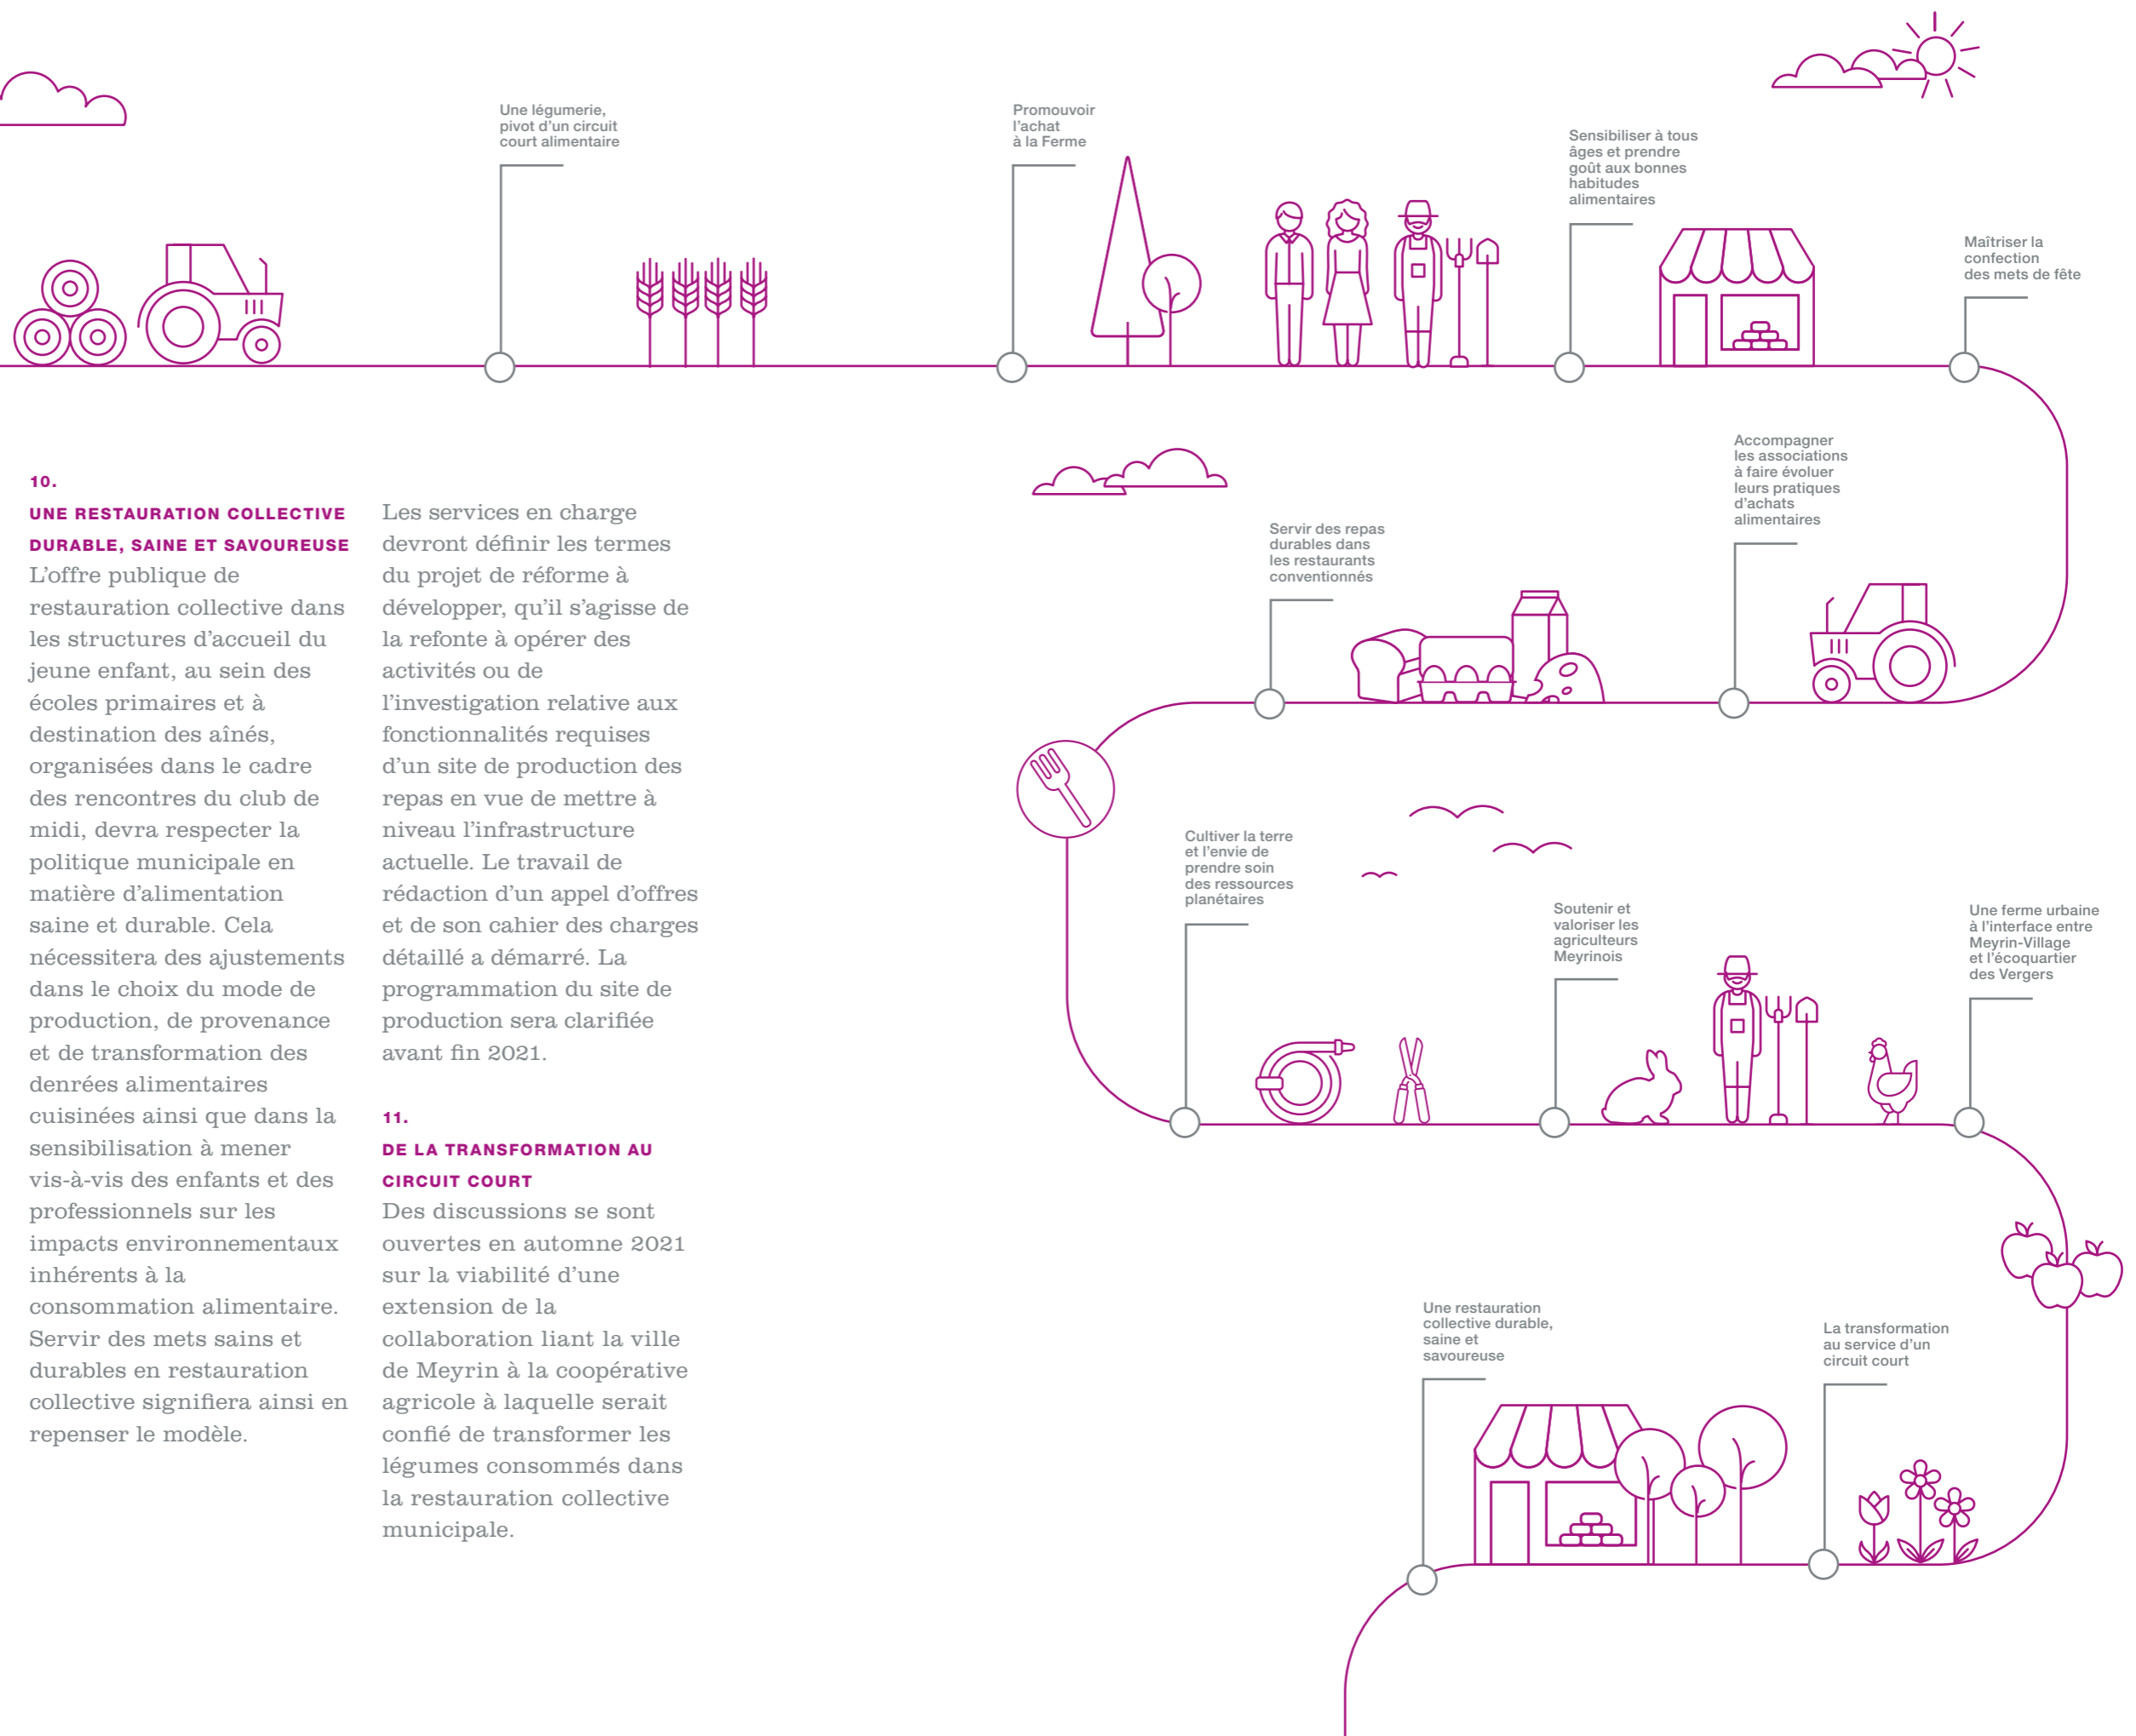 Une légumerie,
pivot d'un circuit
court alimentaire
Promouvoir
l'achat
à la Ferme
Sensibiliser à tous
âges et prendre
goût aux bonnes
habitudes
alimentaires
Maîtriser la
confection
des mets de fête
Accompagner
les associations
à faire évoluer
leurs pratiques
d'achats
alimentaires
Servir des repas
durables dans
les restaurants
conventionnés
Cultiver la terre
et l'envie de
prendre soin
des ressources
planétaires
Soutenir et
valoriser les
agriculteurs
Meyrinois
Une ferme urbaine
à l'interface entre
Meyrin-Village
et l'écoquartier
des Vergers
La transformation
au service d'un
circuit court
Une restauration
collective durable,
saine et
savoureuse
10.
UNE RESTAURATION COLLECTIVE
DURABLE, SAINE ET SAVOUREUSE
L'offre publique de
restauration collective dans
les structures d'accueil du
jeune enfant, au sein des
écoles primaires et à
destination des aînés,
organisées dans le cadre
des rencontres du club de
midi, devra respecter la
politique municipale en
matière d'alimentation
saine et durable. Cela
nécessitera des ajustements
dans le choix du mode de
production, de provenance
et de transformation des
denrées alimentaires
cuisinées ainsi que dans la
sensibilisation à mener
vis-à-vis des enfants et des
professionnels sur les
impacts environnementaux
inhérents à la
consommation alimentaire.
Servir des mets sains et
durables en restauration
collective signifiera ainsi en
repenser le modèle.
Les services en charge
devront définir les termes
du projet de réforme à
développer, qu'il s'agisse de
la refonte à opérer des
activités ou de
l'investigation relative aux
fonctionnalités requises
d'un site de production des
repas en vue de mettre à
niveau l'infrastructure
actuelle. Le travail de
rédaction d'un appel d'offres
et de son cahier des charges
détaillé a démarré. La
programmation du site de
production sera clarifiée
avant fin 2021.
11.
DE LA TRANSFORMATION AU
CIRCUIT COURT
Des discussions se sont
ouvertes en automne 2021
sur la viabilité d'une
extension de la
collaboration liant la ville
de Meyrin à la coopérative
agricole à laquelle serait
confié de transformer les
légumes consommés dans
la restauration collective
municipale.